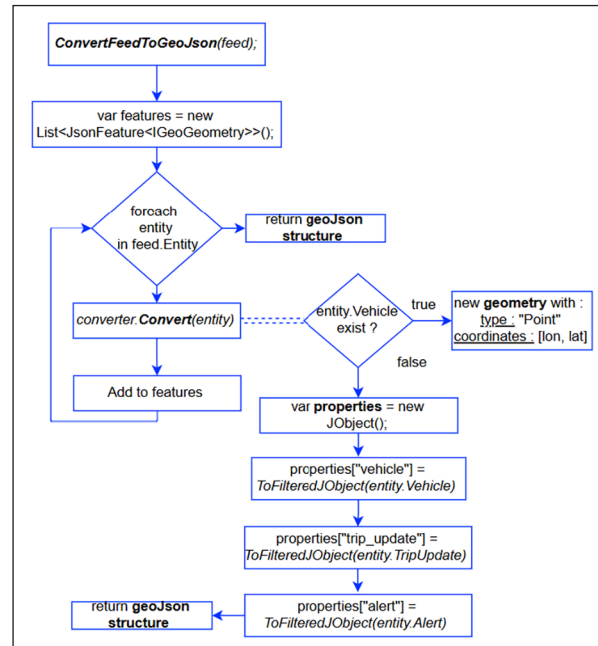 ConvertFeedToGeoJson(feed);
var features = new
List<JsonFeature<IGeoGeometry>>();
foreach
entity
in feed.Entity
return geoJson
structure
converter.Convert(entity)
entity.Vehicle
exist ?
true
new geometry with :
type : "Point"
coordinates : [lon, lat]
Add to features
false
var properties = new
JObject();
properties["vehicle"] =
ToFilteredJObject(entity.Vehicle)
properties["trip_update"] =
ToFilteredJObject(entity.TripUpdate)
properties["alert"] =
ToFilteredJObject(entity.Alert)
return geoJson
structure